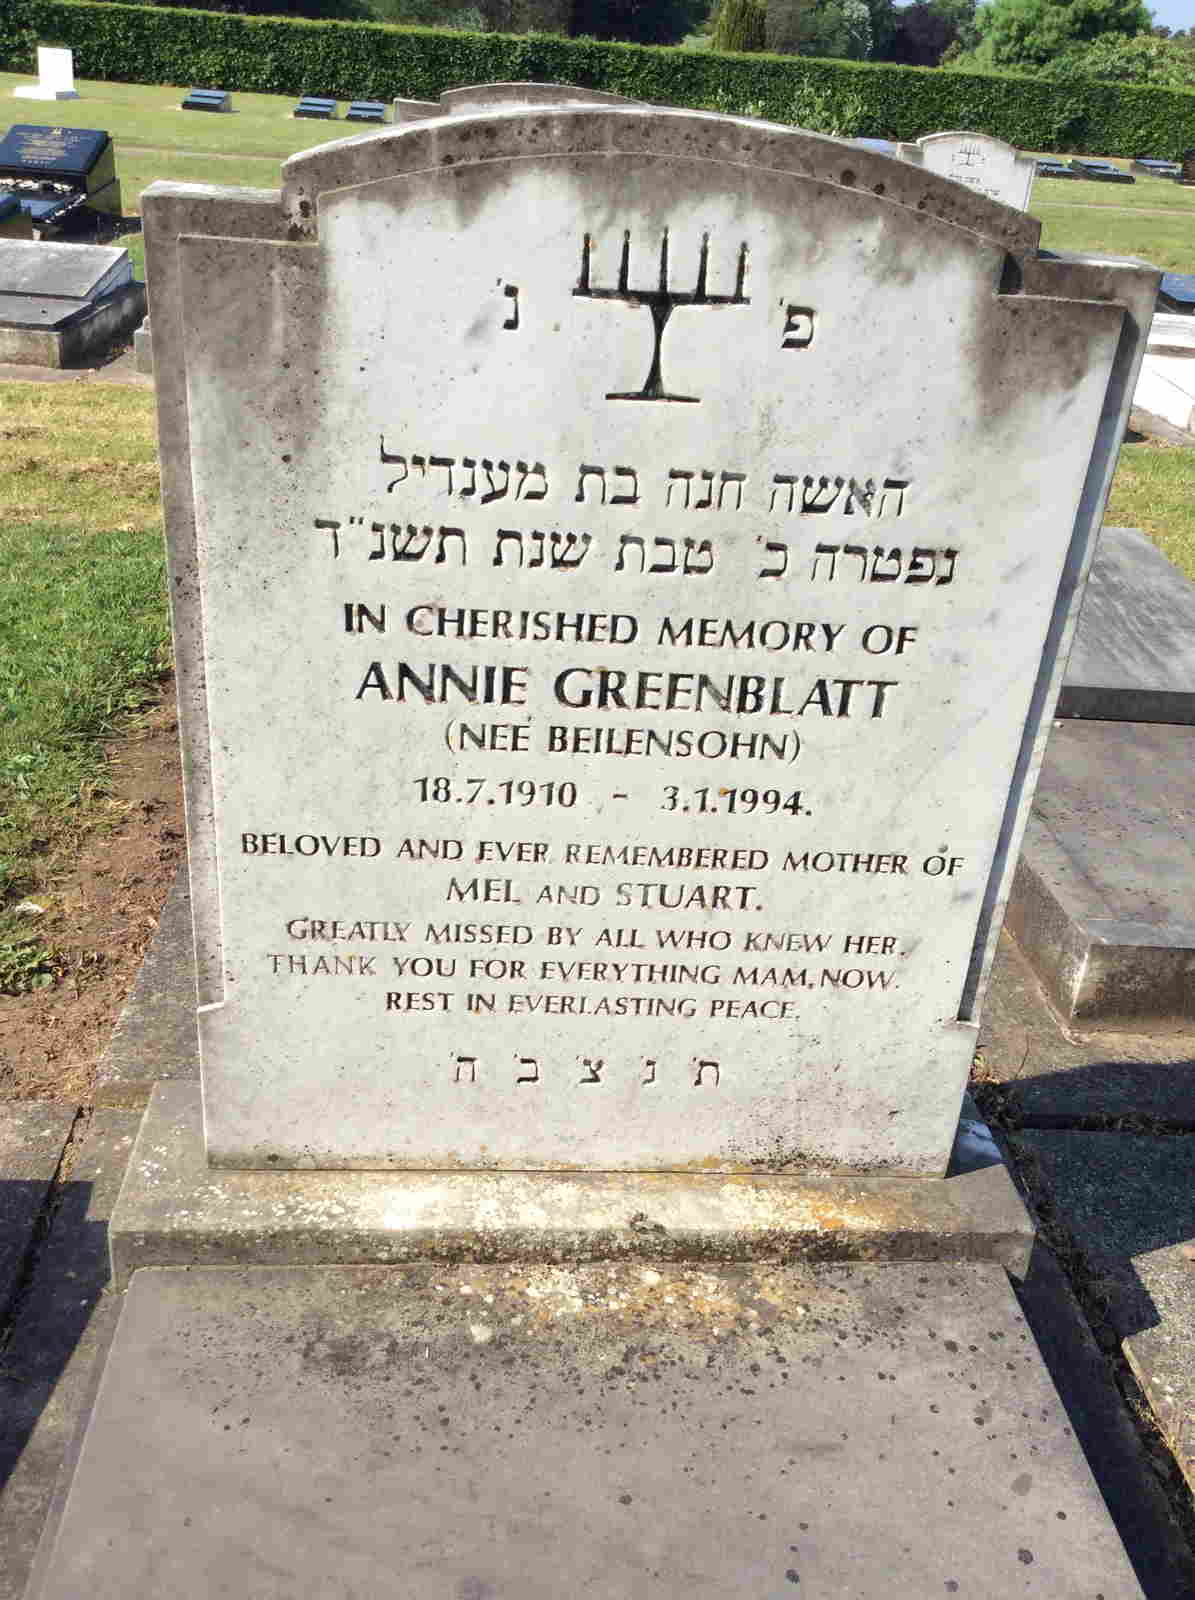 פ' נ'
האשה חנה בת מענדיל
נפטרה כ' טבת שנת תשנ"ד
IN CHERISHED MEMORY OF
ANNIE GREENBLATT
(NEÉ BEILENSOHN)
18.7.1910 - 3.1.1994.
BELOVED AND EVER REMEMBERED MOTHER OF
MEL AND STUART.
GREATLY MISSED BY ALL WHO KNEW HER.
THANK YOU FOR EVERYTHING MAM, NOW.
REST IN EVERLASTING PEACE.
ת' נ' צ' ב' ה'